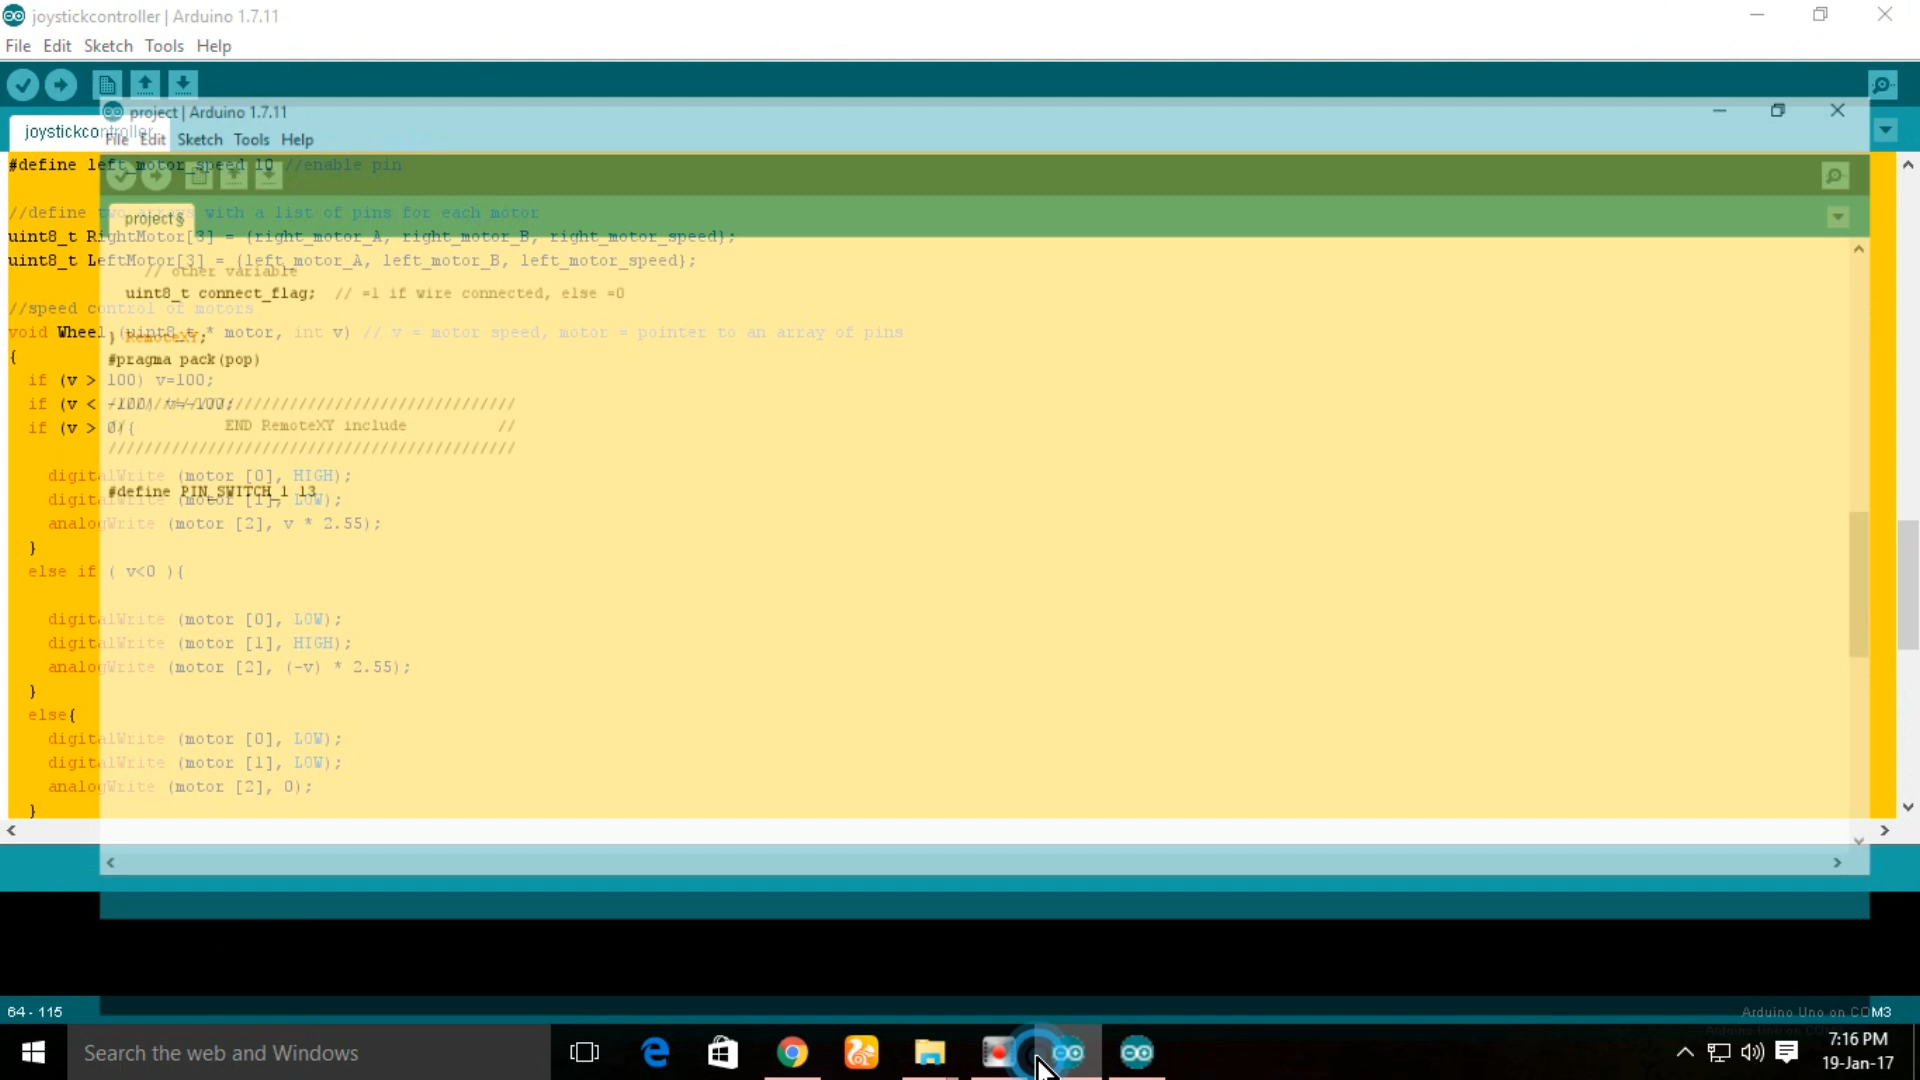 joystickcontroller | Arduino 1.7.11
File Edit Sketch Tools Help
project | Arduino 1.7.11
joystickcontroller
File Edit Sketch Tools Help
#define left_motor_speed 10 //enable pin
//define two arrays with a list of pins for each motor
project §
uint8_t RightMotor[3] = {right_motor_A, right_motor_B, right_motor_speed};
uint8_t LeftMotor[3] = {left_motor_A, left_motor_B, left_motor_speed};
// other variable
uint8_t connect_flag; // =1 if wire connected, else =0
//speed control of motors
void Wheel (uint8_t * motor, int v) // v = motor speed, motor = pointer to an array of pins
} RemoteXY;
{
#pragma pack(pop)
if (v > 100) v=100;
if (v < -100) v=-100;
/////////////////////////////////////////////
if (v > 0){
// END RemoteXY include //
/////////////////////////////////////////////
digitalWrite (motor [0], HIGH);
#define PIN_SWITCH_1 13
digitalWrite (motor [1], LOW);
analogWrite (motor [2], v * 2.55);
}
else if ( v<0 ){
digitalWrite (motor [0], LOW);
digitalWrite (motor [1], HIGH);
analogWrite (motor [2], (-v) * 2.55);
}
else{
digitalWrite (motor [0], LOW);
digitalWrite (motor [1], LOW);
analogWrite (motor [2], 0);
}
64 - 115
Arduino Uno on COM3
Search the web and Windows
7:16 PM
19-Jan-17